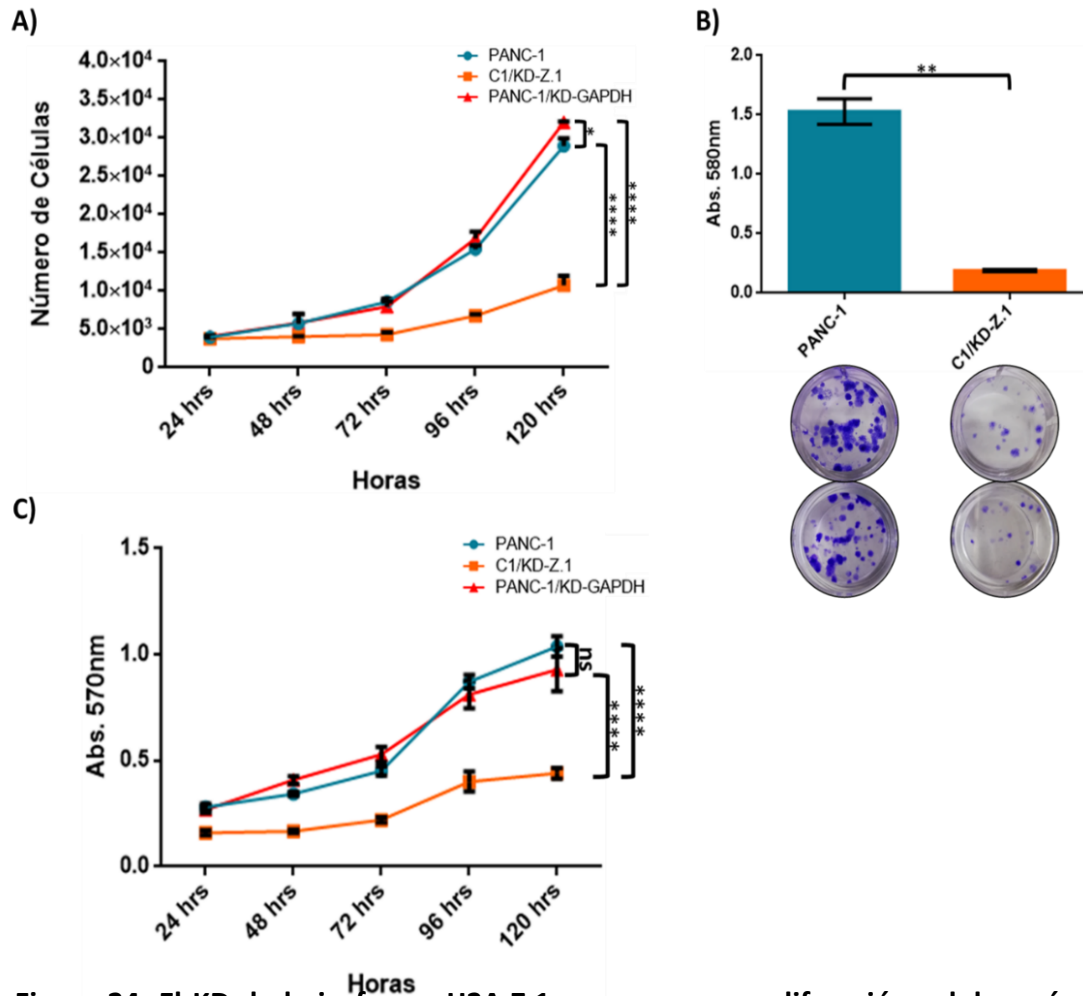 A)
PANC-1
C1/KD-Z.1
PANC-1/KD-GAPDH
4.0×10⁴
3.5×10⁴
3.0×10⁴
2.5×10⁴
2.0×10⁴
1.5×10⁴
1.0×10⁴
5.0×10³
0
Número de Células
*
****
****
24 hrs
48 hrs
72 hrs
96 hrs
120 hrs
Horas
B)
2.0
1.5
1.0
0.5
0.0
Abs. 580nm
**
PANC-1
C1/KD-Z.1
C)
PANC-1
C1/KD-Z.1
PANC-1/KD-GAPDH
1.5
1.0
0.5
0.0
Abs. 570nm
ns
****
****
24 hrs
48 hrs
72 hrs
96 hrs
120 hrs
Horas